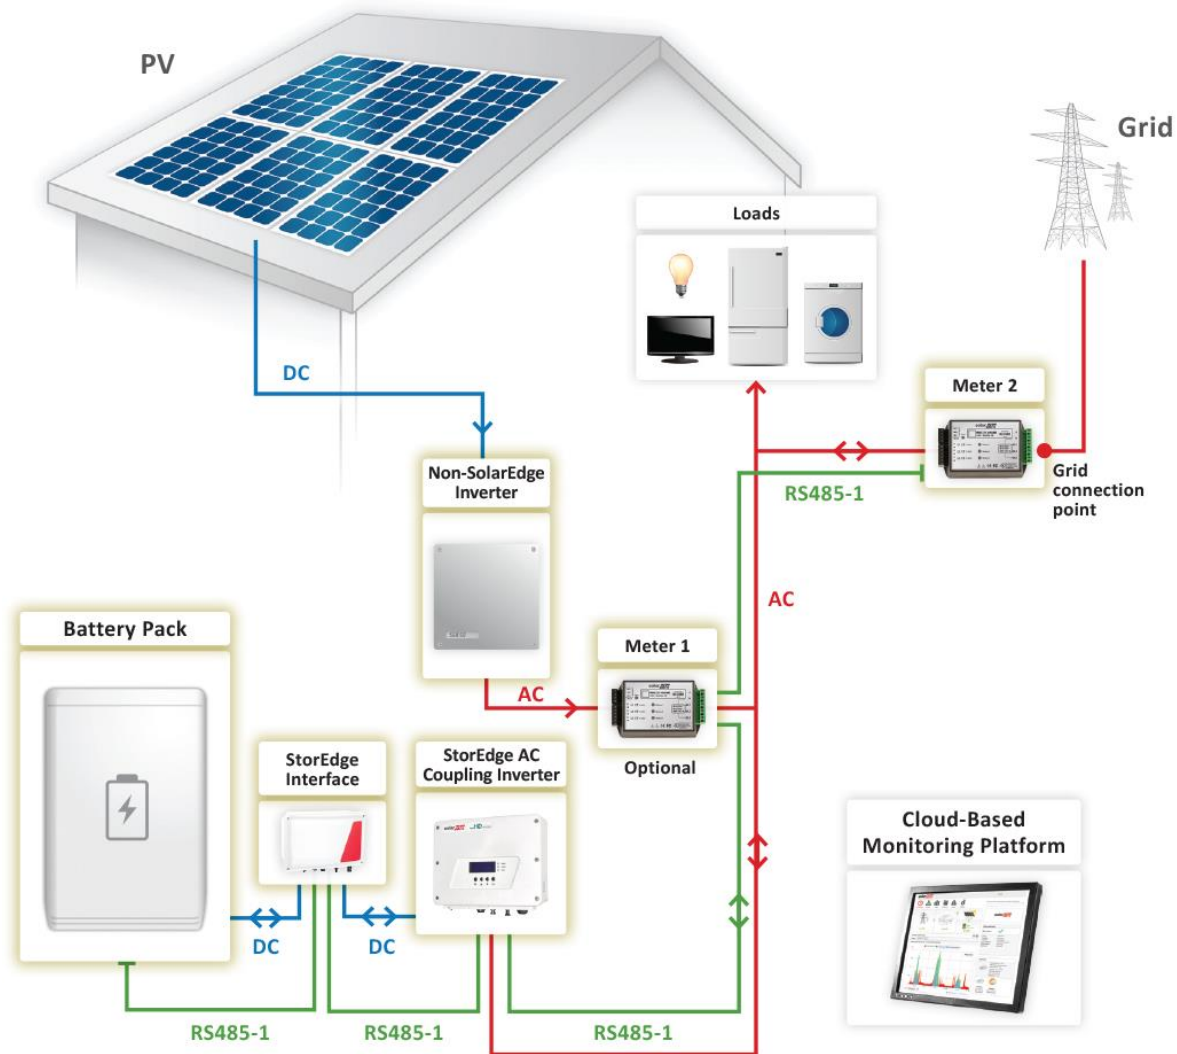 PV
Grid
Loads
DC
Meter 2
Non-SolarEdge
Inverter
RS485-1
Grid
connection
point
AC
Battery Pack
Meter 1
AC
StorEdge
Interface
StorEdge AC
Coupling Inverter
Optional
Cloud-Based
Monitoring Platform
DC
DC
RS485-1
RS485-1
RS485-1